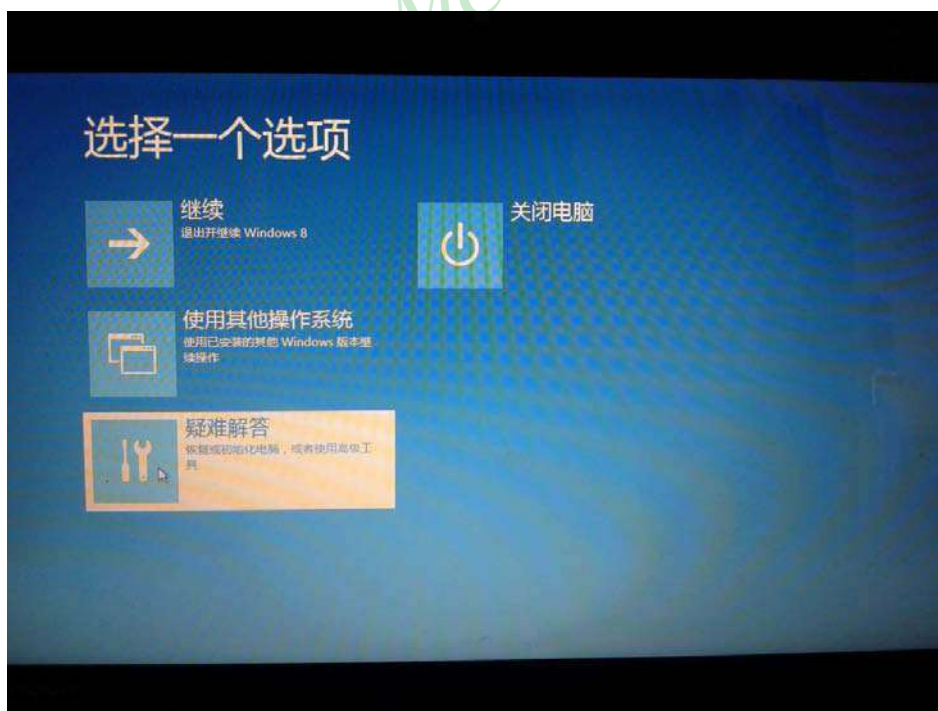 选择一个选项
继续
退出并继续 Windows 8
关闭电脑
使用其他操作系统
使用已安装的其他 Windows 版本继
续操作
疑难解答
恢复或初始化电脑，或者使用高级工
具